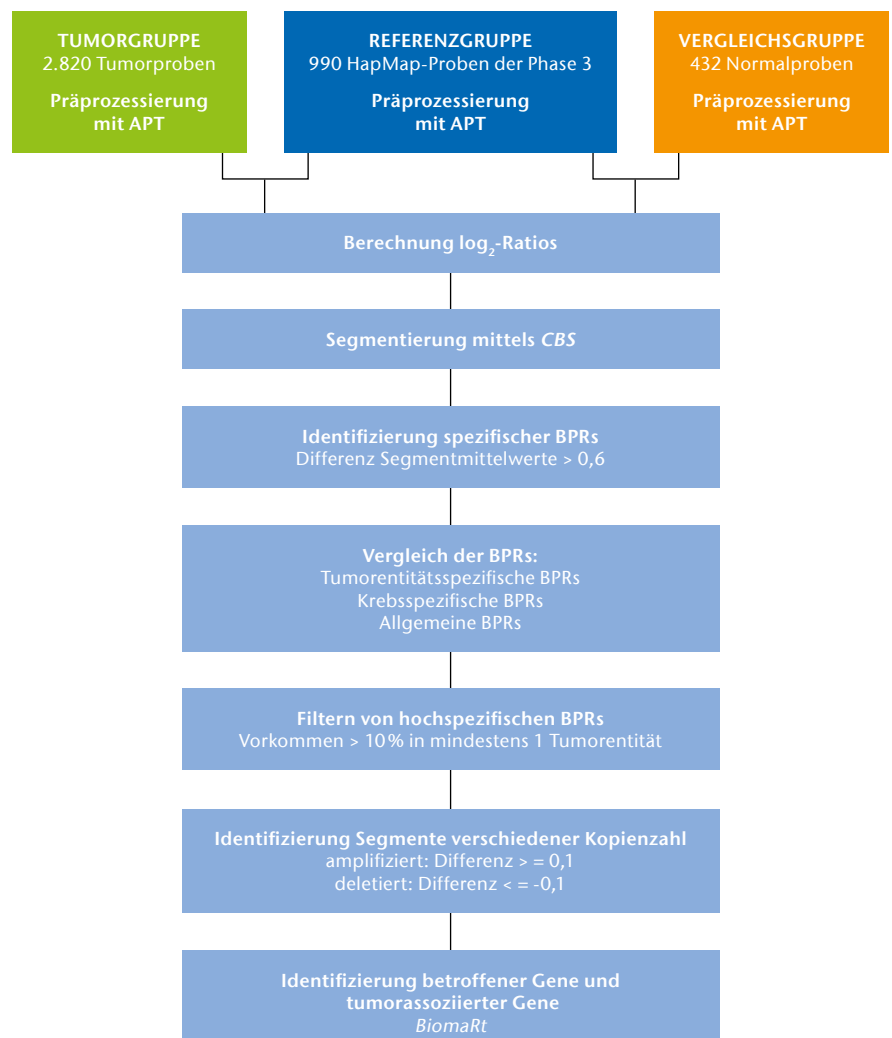 TUMORGRUPPE
2.820 Tumorproben
Präprozessierung
mit APT
REFERENZGRUPPE
990 HapMap-Proben der Phase 3
Präprozessierung
mit APT
VERGLEICHSGRUPPE
432 Normalproben
Präprozessierung
mit APT
Berechnung log₂-Ratios
Segmentierung mittels CBS
Identifizierung spezifischer BPRs
Differenz Segmentmittelwerte > 0,6
Vergleich der BPRs:
Tumorentitätsspezifische BPRs
Krebsspezifische BPRs
Allgemeine BPRs
Filtern von hochspezifischen BPRs
Vorkommen > 10% in mindestens 1 Tumorentität
Identifizierung Segmente verschiedener Kopienzahl
amplifiziert: Differenz > = 0,1
deletiert: Differenz < = -0,1
Identifizierung betroffener Gene und
tumorassoziierter Gene
BiomaRt